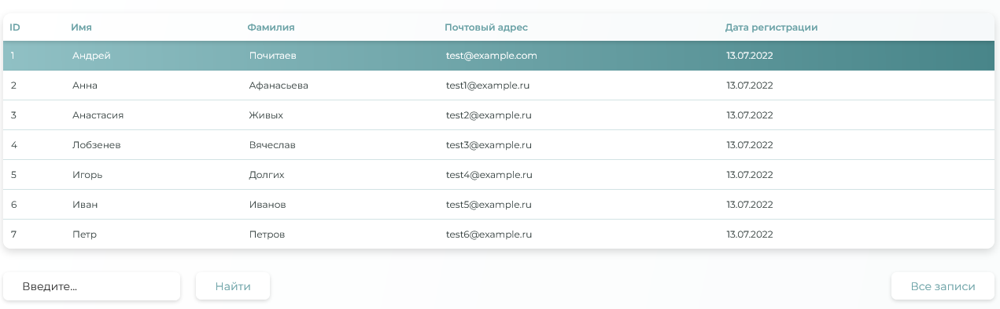 ID Имя Фамилия Почтовый адрес Дата регистрации
1 Андрей Почитаев test@example.com 13.07.2022
2 Анна Афанасьева test1@example.ru 13.07.2022
3 Анастасия Живых test2@example.ru 13.07.2022
4 Лобзенев Вячеслав test3@example.ru 13.07.2022
5 Игорь Долгих test4@example.ru 13.07.2022
6 Иван Иванов test5@example.ru 13.07.2022
7 Петр Петров test6@example.ru 13.07.2022
Введите... Найти Все записи